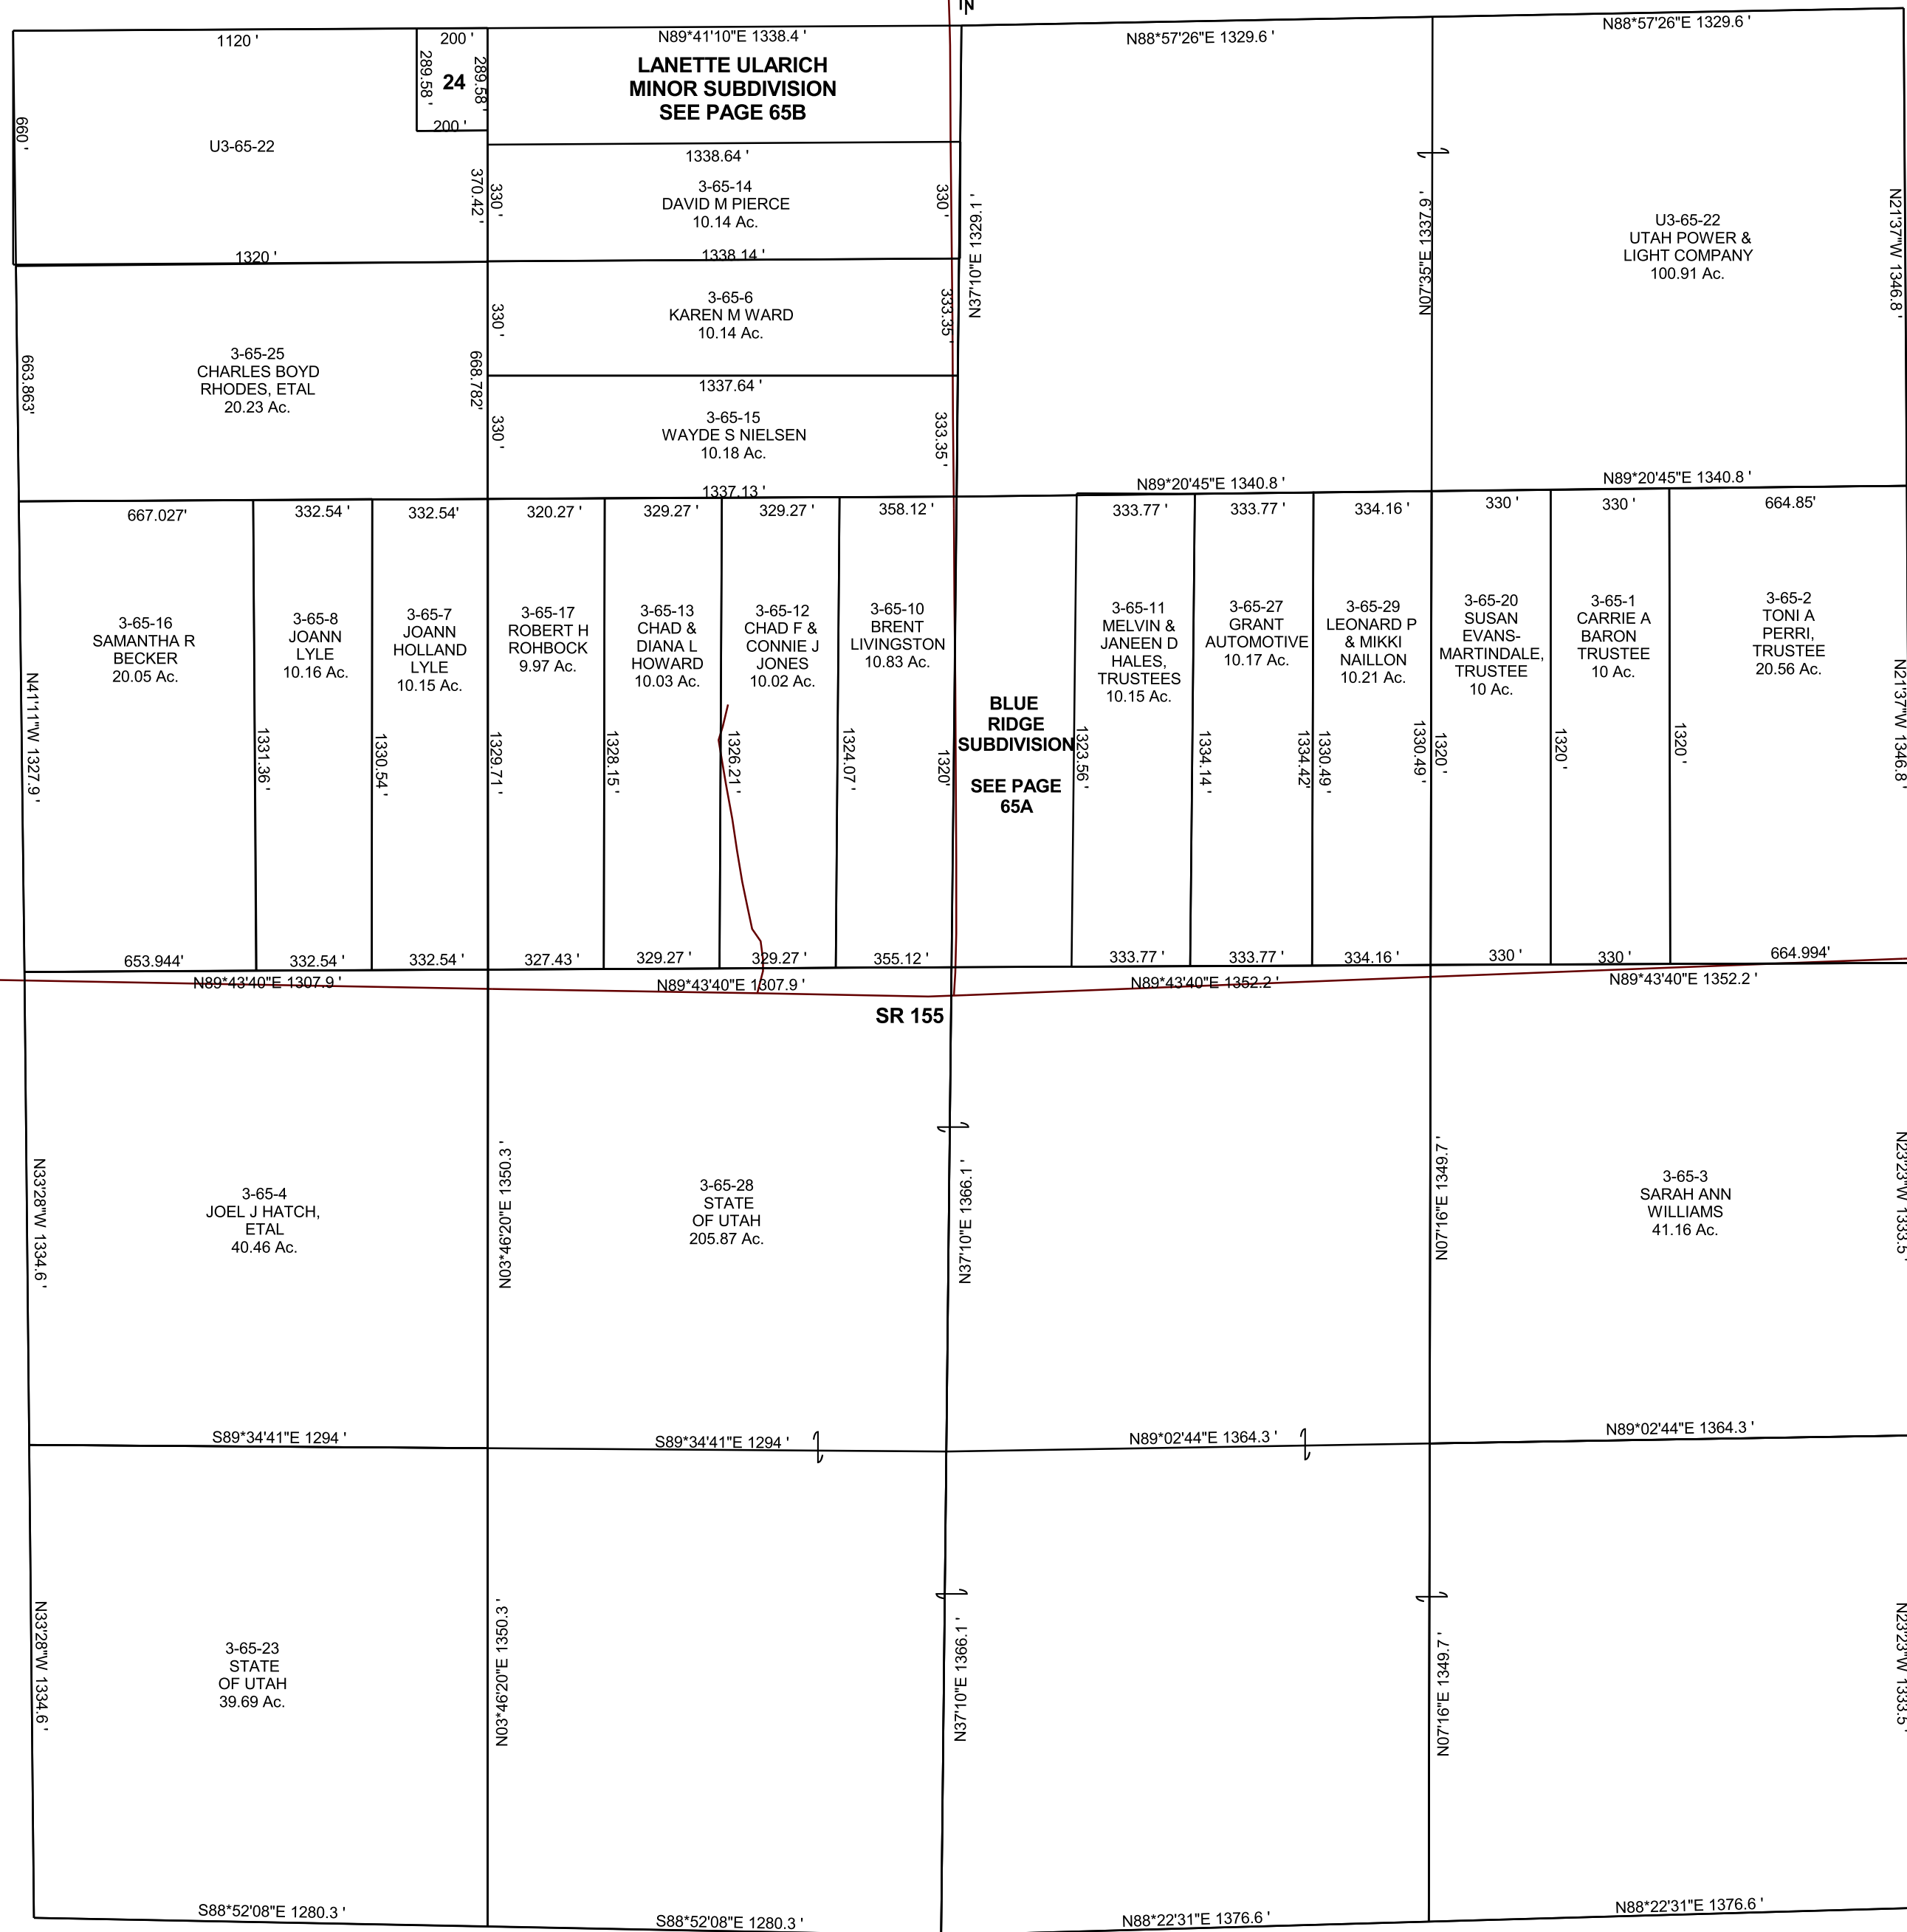 1120 '
200 '
N89*41'10"E 1338.4 '
N88*57'26"E 1329.6 '
N88*57'26"E 1329.6 '
289.58 '
24
289.58 '
200 '
LANETTE ULARICH
MINOR SUBDIVISION
SEE PAGE 65B
660 '
U3-65-22
370.42 '
1320 '
1338.64 '
330 '
3-65-14
DAVID M PIERCE
10.14 Ac.
330 '
1338.14 '
N37'10"E 1329.1 '
N07'35"E 1337.9 '
U3-65-22
UTAH POWER &
LIGHT COMPANY
100.91 Ac.
N21'37"W 1346.8 '
330 '
3-65-6
KAREN M WARD
10.14 Ac.
333.35 '
663.863'
3-65-25
CHARLES BOYD
RHODES, ETAL
20.23 Ac.
668.782'
1337.64 '
330 '
3-65-15
WAYDE S NIELSEN
10.18 Ac.
333.35 '
1337.13 '
N89*20'45"E 1340.8 '
N89*20'45"E 1340.8 '
667.027'
332.54 '
332.54'
320.27 '
329.27 '
329.27 '
358.12 '
333.77 '
333.77 '
334.16 '
330 '
330 '
664.85'
3-65-16
SAMANTHA R
BECKER
20.05 Ac.
3-65-8
JOANN
LYLE
10.16 Ac.
3-65-7
JOANN
HOLLAND
LYLE
10.15 Ac.
3-65-17
ROBERT H
ROHBOCK
9.97 Ac.
3-65-13
CHAD &
DIANA L
HOWARD
10.03 Ac.
3-65-12
CHAD F &
CONNIE J
JONES
10.02 Ac.
3-65-10
BRENT
LIVINGSTON
10.83 Ac.
BLUE
RIDGE
SUBDIVISION
SEE PAGE
65A
3-65-11
MELVIN &
JANEEN D
HALES,
TRUSTEES
10.15 Ac.
3-65-27
GRANT
AUTOMOTIVE
10.17 Ac.
3-65-29
LEONARD P
& MIKKI
NAILLON
10.21 Ac.
3-65-20
SUSAN
EVANS-
MARTINDALE,
TRUSTEE
10 Ac.
3-65-1
CARRIE A
BARON
TRUSTEE
10 Ac.
3-65-2
TONI A
PERRI,
TRUSTEE
20.56 Ac.
N41'11"W 1327.9 '
1331.36 '
1330.54 '
1329.71 '
1328.15 '
1326.21 '
1324.07 '
1320'
1323.56 '
1334.14 '
1334.42'
1330.49 '
1330.49 '
1320 '
1320 '
1320 '
N21'37"W 1346.8 '
653.944'
332.54 '
332.54 '
327.43 '
329.27 '
329.27 '
355.12 '
333.77 '
333.77 '
334.16 '
330 '
330 '
664.994'
N89*43'40"E 1307.9 '
N89*43'40"E 1307.9 '
N89*43'40"E 1352.2 '
N89*43'40"E 1352.2 '
SR 155
N33'28"W 1334.6 '
3-65-4
JOEL J HATCH,
ETAL
40.46 Ac.
N03*46'20"E 1350.3 '
3-65-28
STATE
OF UTAH
205.87 Ac.
N37'10"E 1366.1 '
N07'16"E 1349.7 '
3-65-3
SARAH ANN
WILLIAMS
41.16 Ac.
N23'23"W 1333.5 '
S89*34'41"E 1294 '
S89*34'41"E 1294 '
N89*02'44"E 1364.3 '
N89*02'44"E 1364.3 '
N33'28"W 1334.6 '
3-65-23
STATE
OF UTAH
39.69 Ac.
N03*46'20"E 1350.3 '
N37'10"E 1366.1 '
N07'16"E 1349.7 '
N23'23"W 1333.5 '
S88*52'08"E 1280.3 '
S88*52'08"E 1280.3 '
N88*22'31"E 1376.6 '
N88*22'31"E 1376.6 '